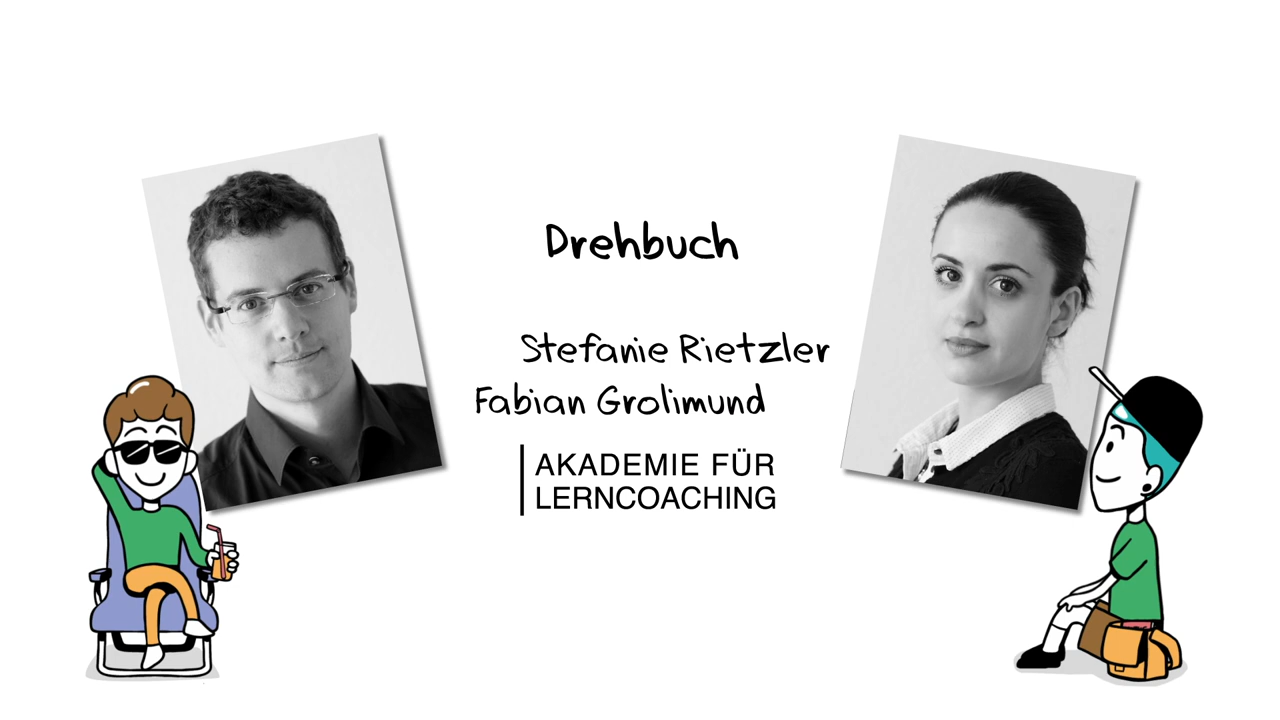 Drehbuch
Stefanie Rietzler
Fabian Grolimund
AKADEMIE FÜR
LERNCOACHING